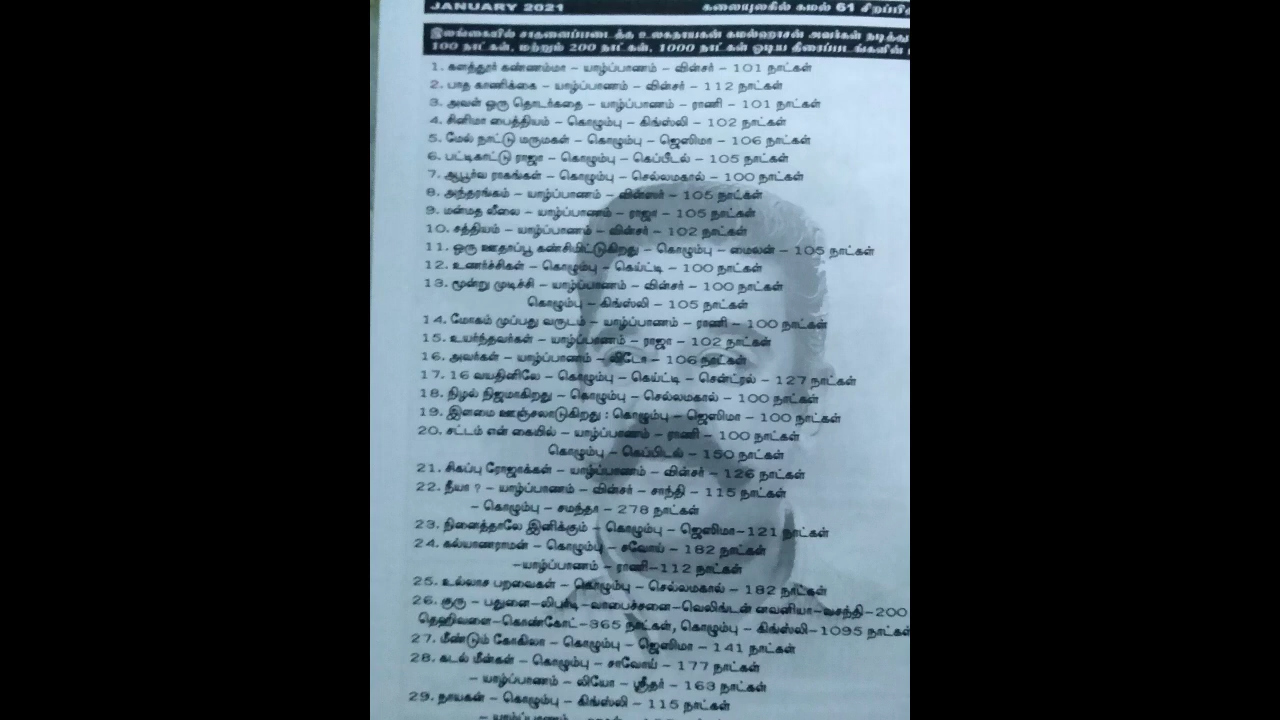 JANUARY 2021 கலையுலகில் கமல் 61 சிறப்பி
இலங்கையில் சாதனைப்படைத்த உலகநாயகன் கமல்ஹாசன் அவர்கள் நடித்து
100 நாட்கள், மற்றும் 200 நாட்கள், 1000 நாட்கள் ஓடிய திரைப்படங்களின்
1. களத்தூர் கண்ணம்மா – யாழ்ப்பாணம் – வின்சர் – 101 நாட்கள்
2. பாத காணிக்கை – யாழ்ப்பாணம் – வின்சர் – 112 நாட்கள்
3. அவள் ஒரு தொடர்கதை – யாழ்ப்பாணம் – ராணி – 101 நாட்கள்
4. சினிமா பைத்தியம் – கொழும்பு – கிங்ஸ்லி – 102 நாட்கள்
5. மேல் நாட்டு மருமகள் – கொழும்பு – ஜெஸிமா – 106 நாட்கள்
6. பட்டிகாட்டு ராஜா – கொழும்பு – கெப்பீடல் – 105 நாட்கள்
7. ஆபூர்வ ராகங்கள் – கொழும்பு – செல்லமகால் – 100 நாட்கள்
8. அந்தரங்கம் – யாழ்ப்பாணம் – வின்ஸர் – 105 நாட்கள்
9. மன்மத லீலை – யாழ்ப்பாணம் – ராஜா – 105 நாட்கள்
10. சத்தியம் – யாழ்ப்பாணம் – வின்சர் – 102 நாட்கள்
11. ஒரு ஊதாப்பூ கண்சிமிட்டுகிறது – கொழும்பு – மைலன் – 105 நாட்கள்
12. உணர்ச்சிகள் – கொழும்பு – கெய்ட்டி – 100 நாட்கள்
13. மூன்று முடிச்சி – யாழ்ப்பாணம் – வின்சர் – 100 நாட்கள்
கொழும்பு – கிங்ஸ்லி – 105 நாட்கள்
14. மோகம் முப்பது வருடம் – யாழ்ப்பாணம் – ராணி – 100 நாட்கள்
15. உயர்ந்தவர்கள் – யாழ்ப்பாணம் – ராஜா – 102 நாட்கள்
16. அவர்கள் – யாழ்ப்பாணம் – லிடோ – 106 நாட்கள்
17. 16 வயதினிலே – கொழும்பு – கெய்ட்டி – சென்ட்ரல் – 127 நாட்கள்
18. நிழல் நிஜமாகிறது – கொழும்பு – செல்லமகால் – 100 நாட்கள்
19. இளமை ஊஞ்சலாடுகிறது : கொழும்பு – ஜெஸிமா – 100 நாட்கள்
20. சட்டம் என் கையில் – யாழ்ப்பாணம் – ராணி – 100 நாட்கள்
கொழும்பு – கெப்பிடல் – 150 நாட்கள்
21. சிகப்பு ரோஜாக்கள் – யாழ்ப்பாணம் – வின்சர் – 126 நாட்கள்
22. நீயா ? – யாழ்ப்பாணம் – வின்சர் – சாந்தி – 115 நாட்கள்
– கொழும்பு – சமந்தா – 278 நாட்கள்
23. நினைத்தாலே இனிக்கும் – கொழும்பு – ஜெஸிமா–121 நாட்கள்
24. கல்யாணராமன் – கொழும்பு – சவோய் – 182 நாட்கள்
–யாழ்ப்பாணம் – ராணி–112 நாட்கள்
25. உல்லாச பறவைகள் – கொழும்பு – செல்லமகால் – 182 நாட்கள்
26. குரு – பதுளை–லிபர்டி–வாபைச்சனை–வெலிங்டன் வவனியா–வசந்தி–200
தெஹிவளை–கொண்கோட்–365 நாட்கள், கொழும்பு – கிங்ஸ்லி–1095 நாட்கள்
27. மீண்டும் கோகிலா – கொழும்பு – ஜெஸிமா – 141 நாட்கள்
28. கடல் மீன்கள் – கொழும்பு – சாவோய் – 177 நாட்கள்
– யாழ்ப்பாணம் – லியோ – ஸ்ரீதர் – 163 நாட்கள்
29. நாயகன் – கொழும்பு – கிங்ஸ்லி – 115 நாட்கள்